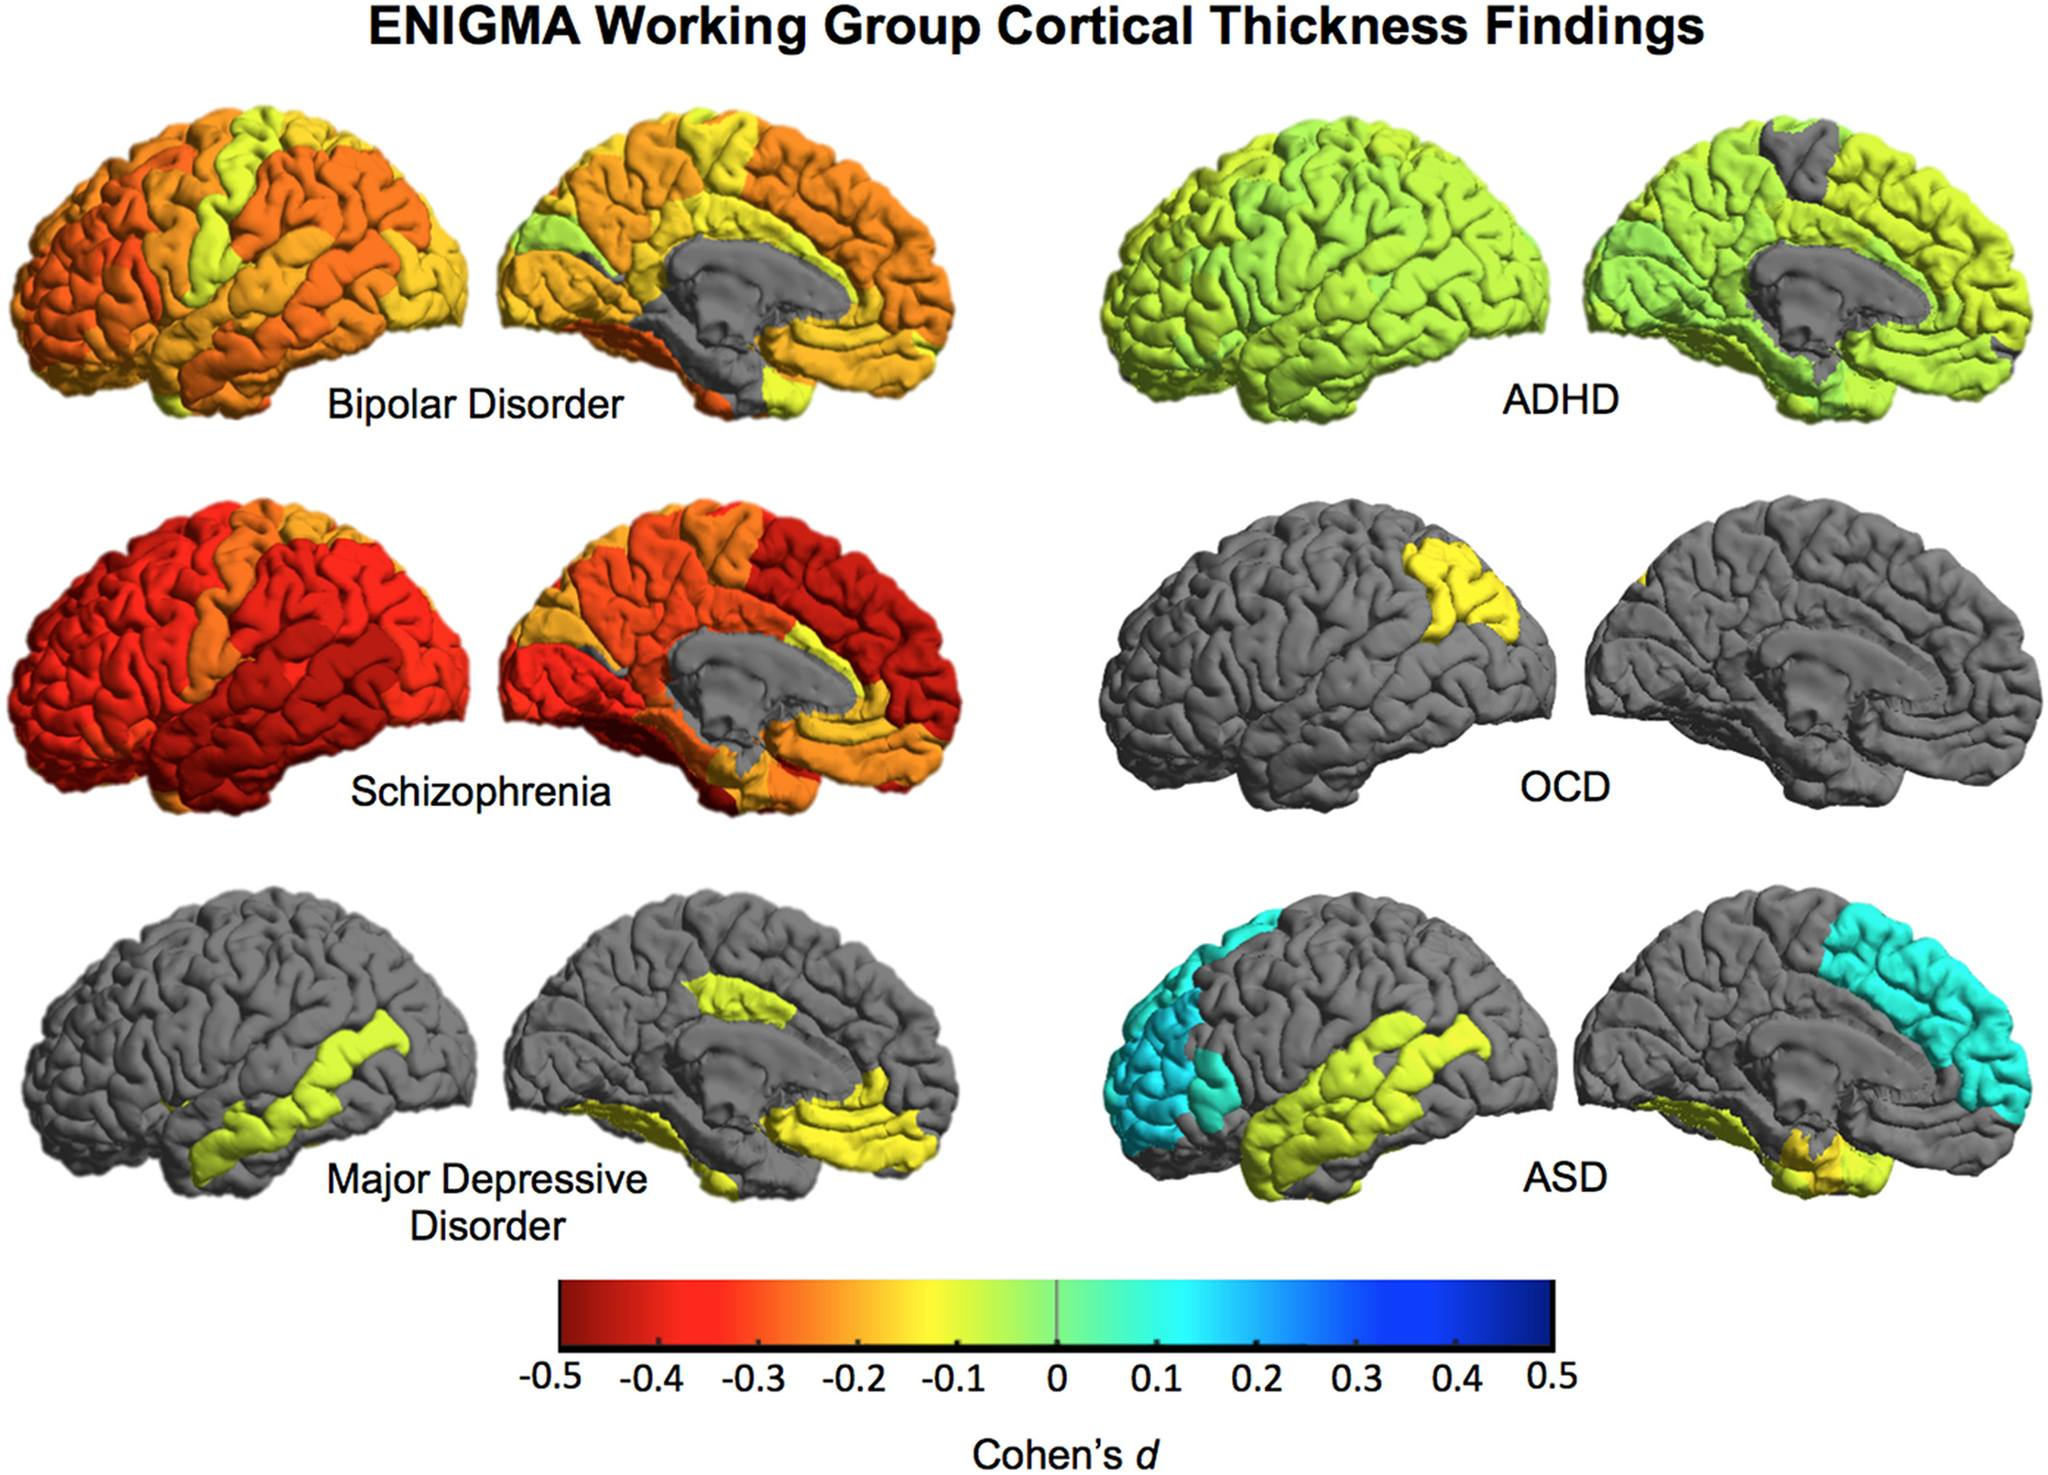 ENIGMA Working Group Cortical Thickness Findings
Bipolar Disorder
ADHD
Schizophrenia
OCD
Major Depressive
Disorder
ASD
-0.5 -0.4 -0.3 -0.2 -0.1 0 0.1 0.2 0.3 0.4 0.5
Cohen's d